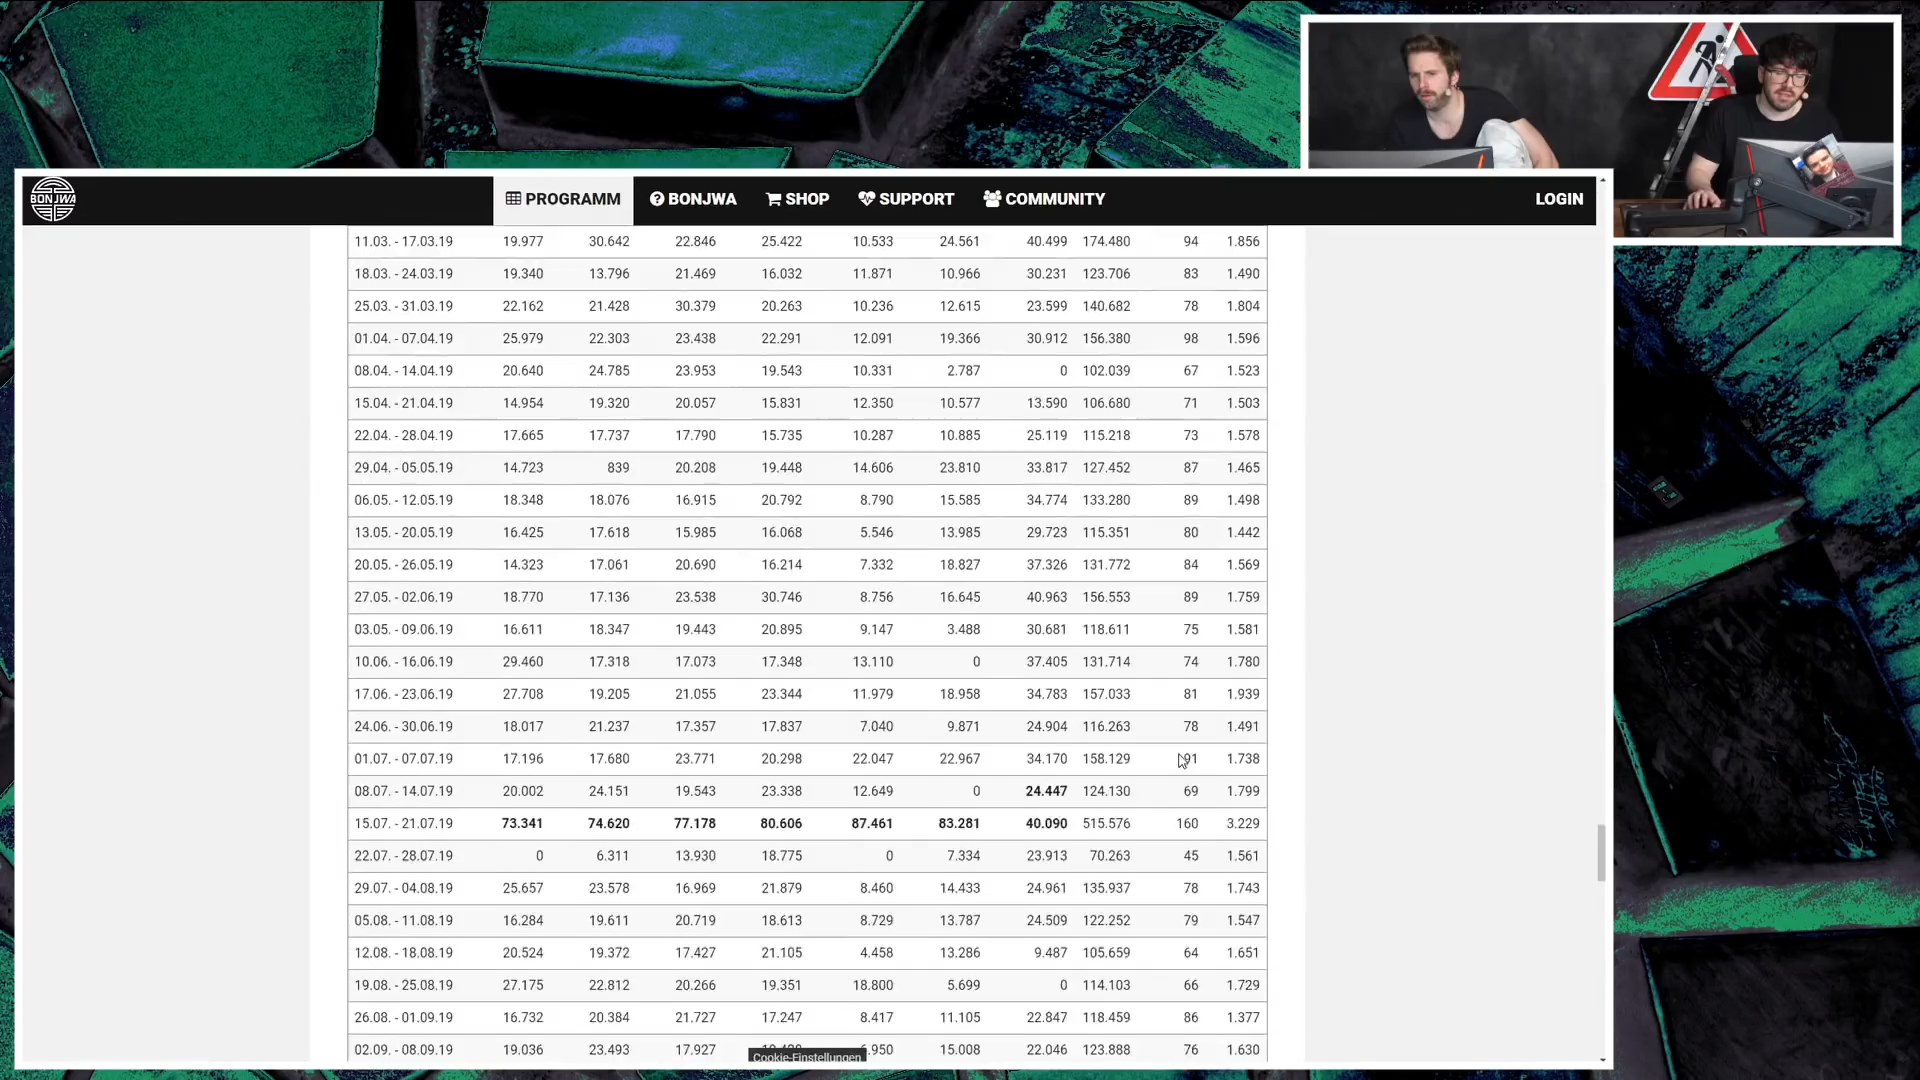 BONJWA
PROGRAMM
BONJWA
SHOP
SUPPORT
COMMUNITY
LOGIN
11.03. - 17.03.19 19.977 30.642 22.846 25.422 10.533 24.561 40.499 174.480 94 1.856
18.03. - 24.03.19 19.340 13.796 21.469 16.032 11.871 10.966 30.231 123.706 83 1.490
25.03. - 31.03.19 22.162 21.428 30.379 20.263 10.236 12.615 23.599 140.682 78 1.804
01.04. - 07.04.19 25.979 22.303 23.438 22.291 12.091 19.366 30.912 156.380 98 1.596
08.04. - 14.04.19 20.640 24.785 23.953 19.543 10.331 2.787 0 102.039 67 1.523
15.04. - 21.04.19 14.954 19.320 20.057 15.831 12.350 10.577 13.590 106.680 71 1.503
22.04. - 28.04.19 17.665 17.737 17.790 15.735 10.287 10.885 25.119 115.218 73 1.578
29.04. - 05.05.19 14.723 839 20.208 19.448 14.606 23.810 33.817 127.452 87 1.465
06.05. - 12.05.19 18.348 18.076 16.915 20.792 8.790 15.585 34.774 133.280 89 1.498
13.05. - 20.05.19 16.425 17.618 15.985 16.068 5.546 13.985 29.723 115.351 80 1.442
20.05. - 26.05.19 14.323 17.061 20.690 16.214 7.332 18.827 37.326 131.772 84 1.569
27.05. - 02.06.19 18.770 17.136 23.538 30.746 8.756 16.645 40.963 156.553 89 1.759
03.05. - 09.06.19 16.611 18.347 19.443 20.895 9.147 3.488 30.681 118.611 75 1.581
10.06. - 16.06.19 29.460 17.318 17.073 17.348 13.110 0 37.405 131.714 74 1.780
17.06. - 23.06.19 27.708 19.205 21.055 23.344 11.979 18.958 34.783 157.033 81 1.939
24.06. - 30.06.19 18.017 21.237 17.357 17.837 7.040 9.871 24.904 116.263 78 1.491
01.07. - 07.07.19 17.196 17.680 23.771 20.298 22.047 22.967 34.170 158.129 91 1.738
08.07. - 14.07.19 20.002 24.151 19.543 23.338 12.649 0 24.447 124.130 69 1.799
15.07. - 21.07.19 73.341 74.620 77.178 80.606 87.461 83.281 40.090 515.576 160 3.229
22.07. - 28.07.19 0 6.311 13.930 18.775 0 7.334 23.913 70.263 45 1.561
29.07. - 04.08.19 25.657 23.578 16.969 21.879 8.460 14.433 24.961 135.937 78 1.743
05.08. - 11.08.19 16.284 19.611 20.719 18.613 8.729 13.787 24.509 122.252 79 1.547
12.08. - 18.08.19 20.524 19.372 17.427 21.105 4.458 13.286 9.487 105.659 64 1.651
19.08. - 25.08.19 27.175 22.812 20.266 19.351 18.800 5.699 0 114.103 66 1.729
26.08. - 01.09.19 16.732 20.384 21.727 17.247 8.417 11.105 22.847 118.459 86 1.377
02.09. - 08.09.19 19.036 23.493 17.927 .950 15.008 22.046 123.888 76 1.630
Cookie-Einstellungen